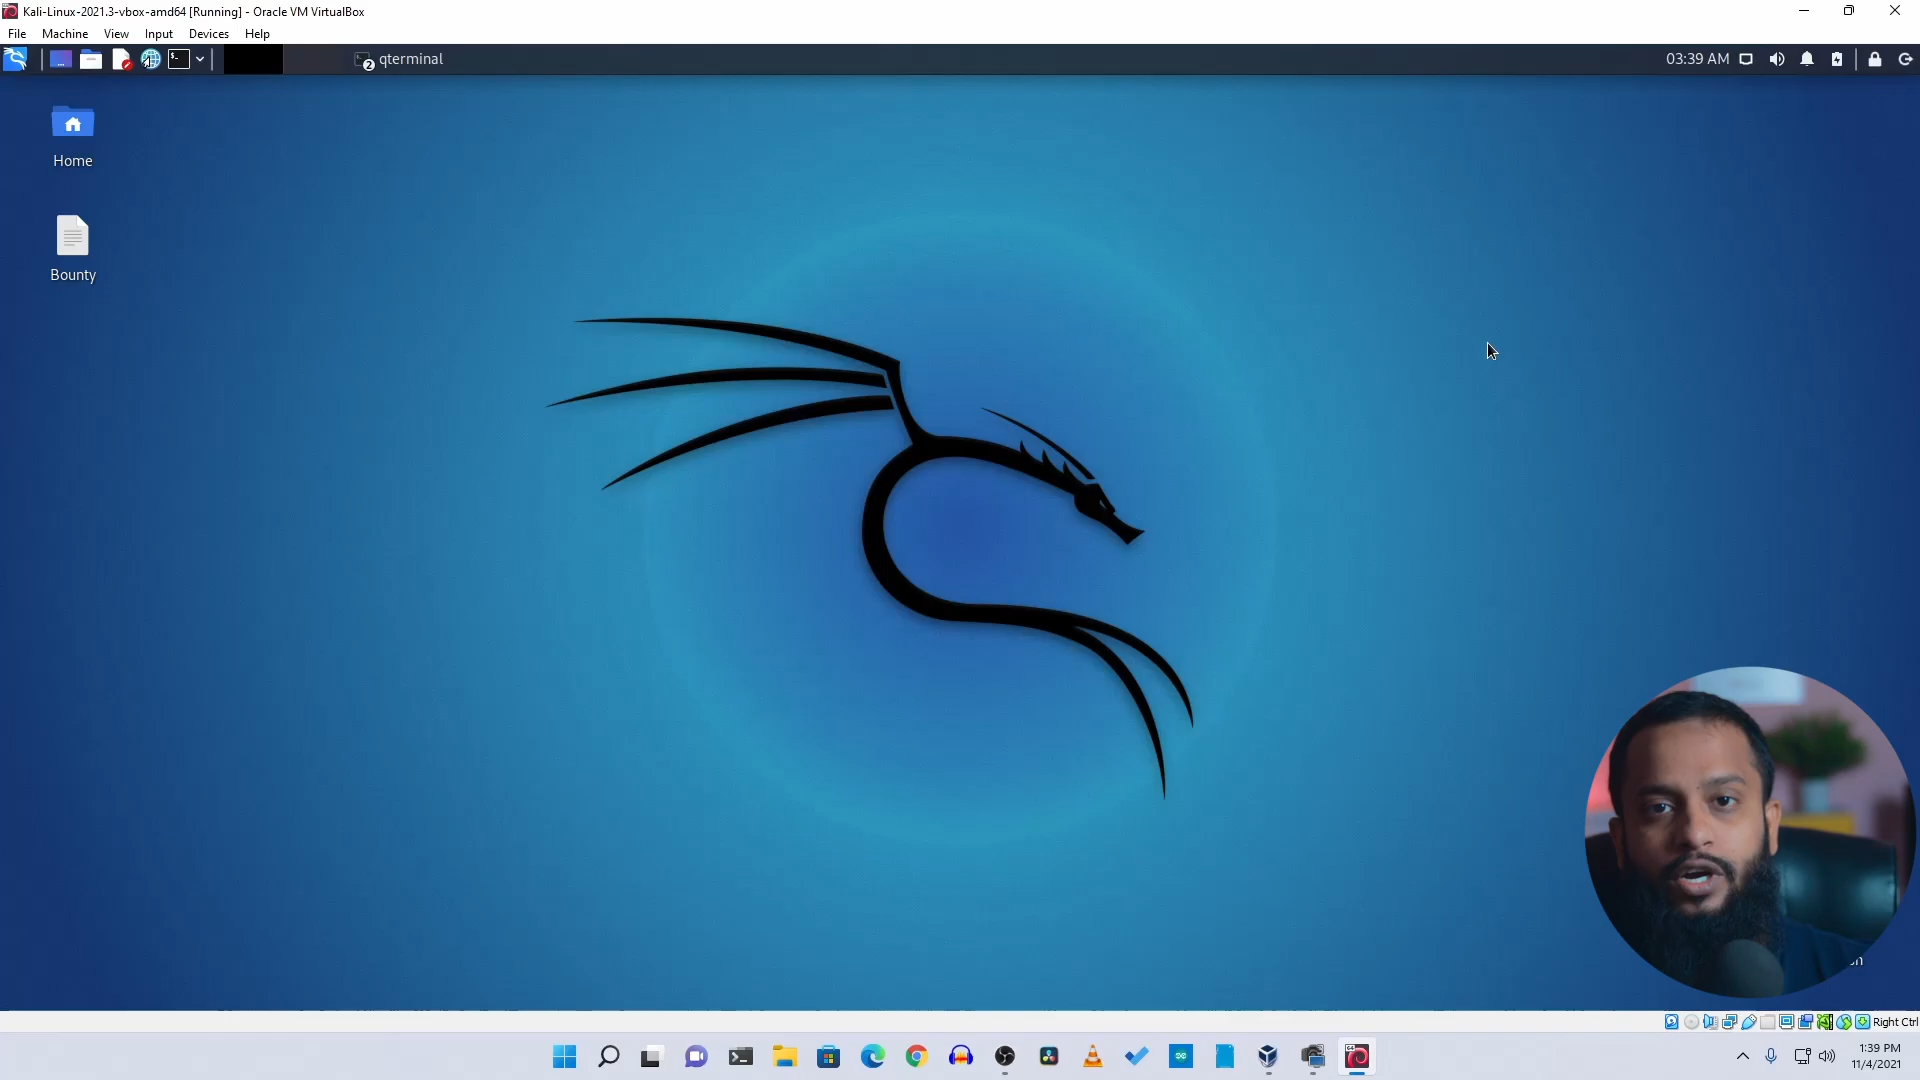 Kali-Linux-2021.3-vbox-amd64 [Running] - Oracle VM VirtualBox
File Machine View Input Devices Help
2 qterminal 03:39 AM
Home
Bounty
Right Ctrl
1:39 PM
11/4/2021